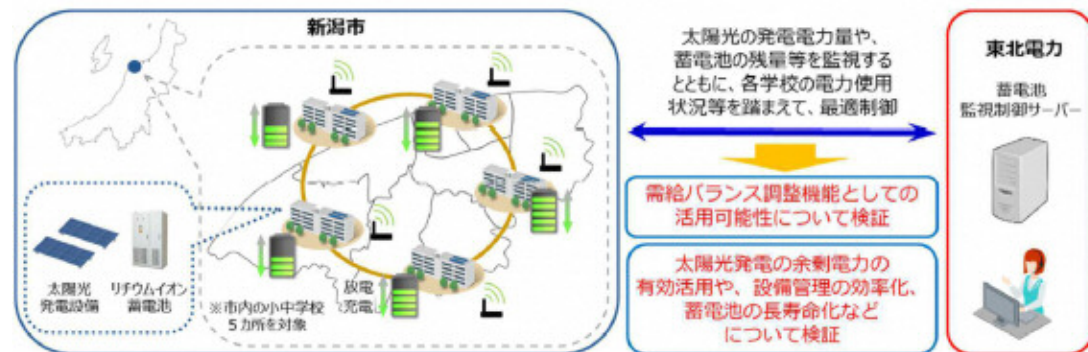 新潟市
太陽光
発電設備
リチウムイオン
蓄電池
※市内の小中学校
5カ所を対象
放電
充電
太陽光の発電電力量や、
蓄電池の残量等を監視する
とともに、各学校の電力使用
状況等を踏まえて、最適制御
需給バランス調整機能としての
活用可能性について検証
太陽光発電の余剰電力の
有効活用や、設備管理の効率化、
蓄電池の長寿命化など
について検証
東北電力
蓄電池
監視制御サーバー